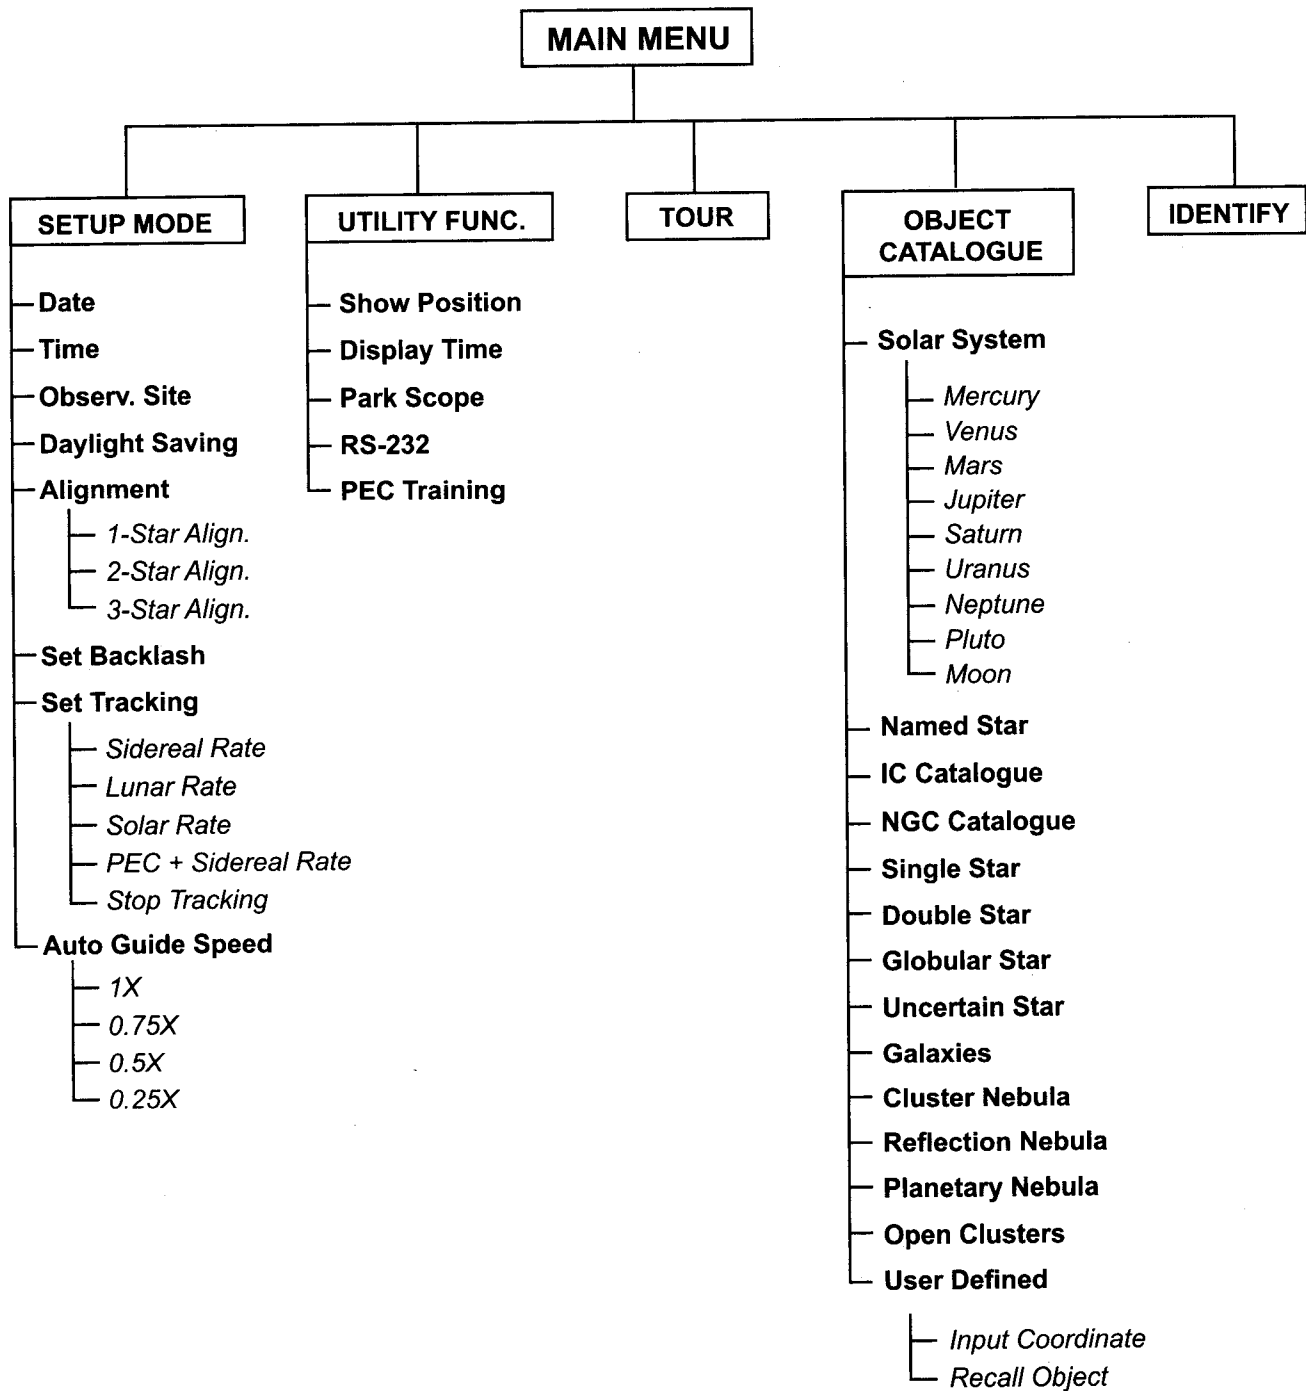 MAIN MENU
SETUP MODE
Date
Time
Observ. Site
Daylight Saving
Alignment
1-Star Align.
2-Star Align.
3-Star Align.
Set Backlash
Set Tracking
Sidereal Rate
Lunar Rate
Solar Rate
PEC + Sidereal Rate
Stop Tracking
Auto Guide Speed
1X
0.75X
0.5X
0.25X
UTILITY FUNC.
Show Position
Display Time
Park Scope
RS-232
PEC Training
TOUR
OBJECT
CATALOGUE
Solar System
Mercury
Venus
Mars
Jupiter
Saturn
Uranus
Neptune
Pluto
Moon
Named Star
IC Catalogue
NGC Catalogue
Single Star
Double Star
Globular Star
Uncertain Star
Galaxies
Cluster Nebula
Reflection Nebula
Planetary Nebula
Open Clusters
User Defined
Input Coordinate
Recall Object
IDENTIFY